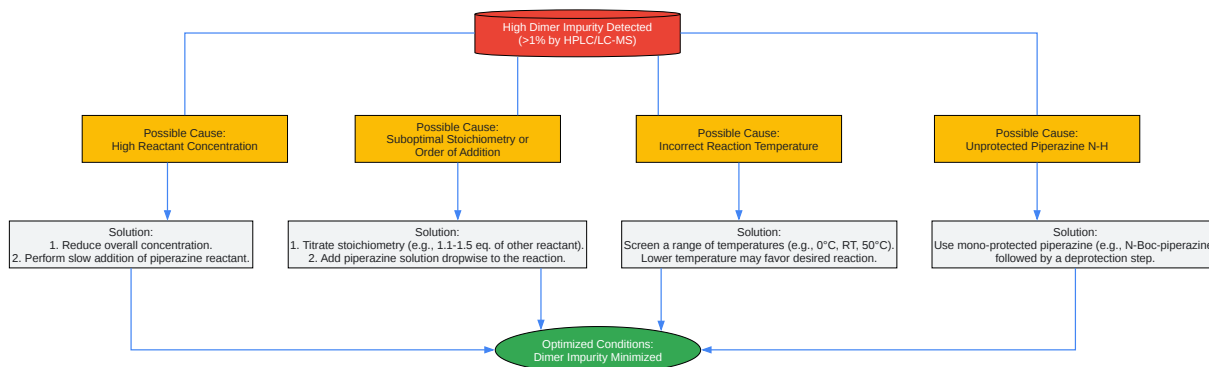 High Dimer Impurity Detected
(>1% by HPLC/LC-MS)
Possible Cause:
High Reactant Concentration
Possible Cause:
Suboptimal Stoichiometry or
Order of Addition
Possible Cause:
Incorrect Reaction Temperature
Possible Cause:
Unprotected Piperazine N-H
Solution:
1. Reduce overall concentration.
2. Perform slow addition of piperazine reactant.
Solution:
1. Titrate stoichiometry (e.g., 1.1-1.5 eq. of other reactant).
2. Add piperazine solution dropwise to the reaction.
Solution:
Screen a range of temperatures (e.g., 0°C, RT, 50°C).
Lower temperature may favor desired reaction.
Solution:
Use mono-protected piperazine (e.g., N-Boc-piperazine
followed by a deprotection step.
Optimized Conditions:
Dimer Impurity Minimized